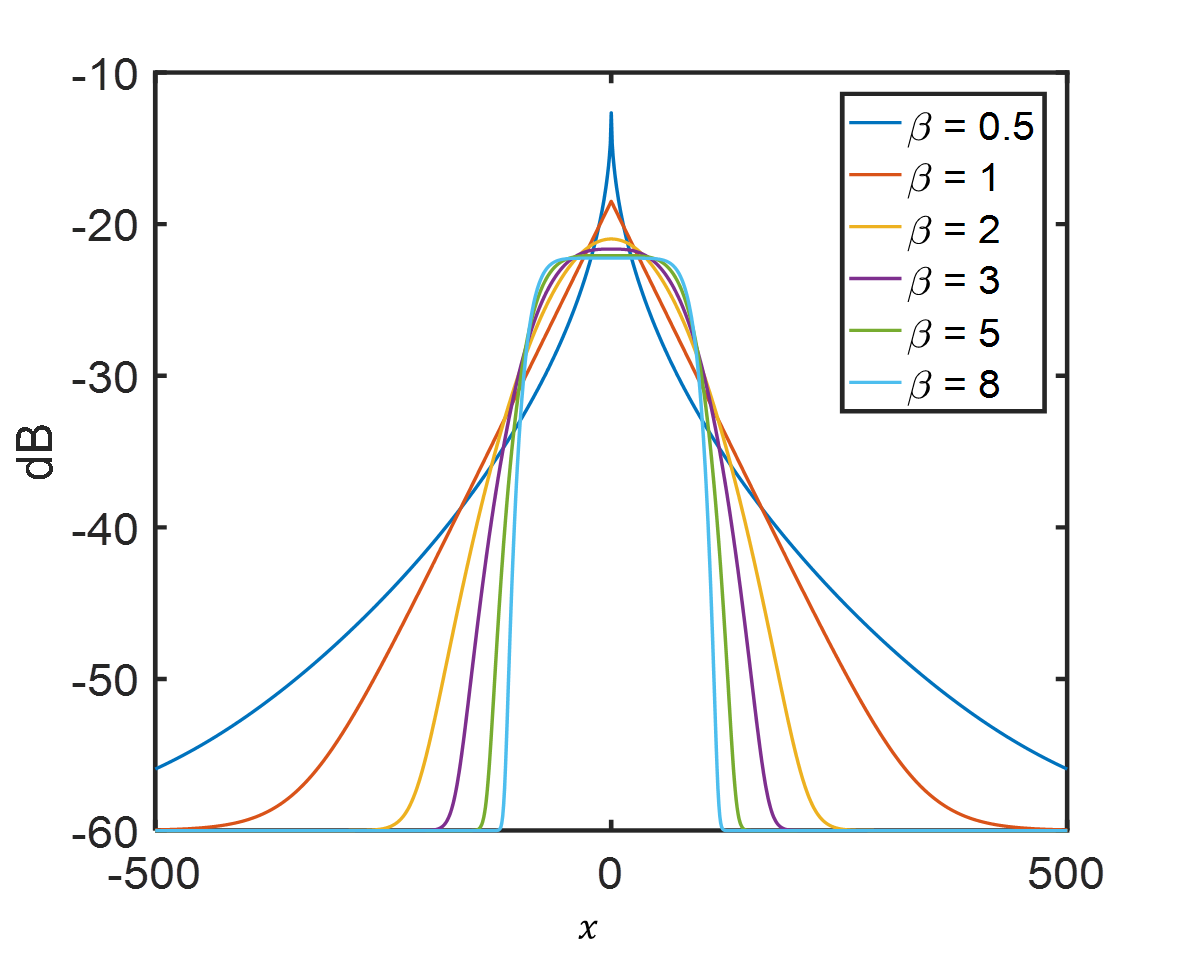 -10
-20
-30
-40
-50
-60
dB
-500
0
500
x
β = 0.5
β = 1
β = 2
β = 3
β = 5
β = 8